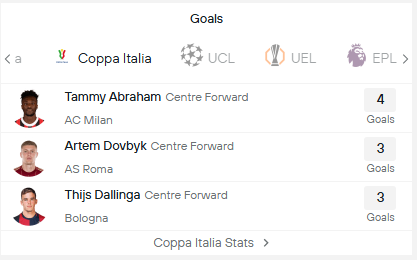 Goals
a Coppa Italia UCL UEL EPL
Tammy Abraham Centre Forward
4
AC Milan
Goals
Artem Dovbyk Centre Forward
3
AS Roma
Goals
Thijs Dallinga Centre Forward
3
Bologna
Goals
Coppa Italia Stats